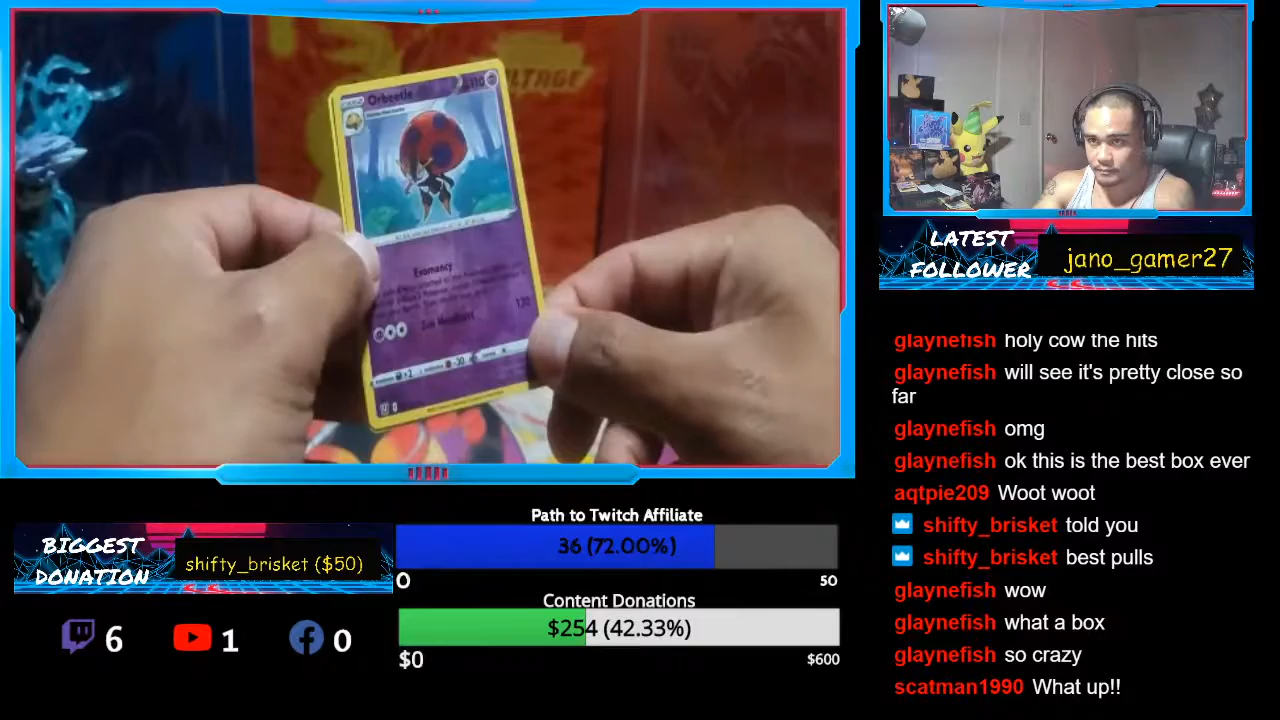 LTAGE
Orbeetle
110
Evomancy
120
LATEST
FOLLOWER
jano_gamer27
glaynefish holy cow the hits
glaynefish will see it's pretty close so
far
glaynefish omg
glaynefish ok this is the best box ever
aqtpie209 Woot woot
shifty_brisket told you
shifty_brisket best pulls
glaynefish wow
glaynefish what a box
glaynefish so crazy
scatman1990 What up!!
BIGGEST
DONATION
shifty_brisket ($50)
Path to Twitch Affiliate
36 (72.00%)
0
50
Content Donations
$254 (42.33%)
$0
$600
6
1
0